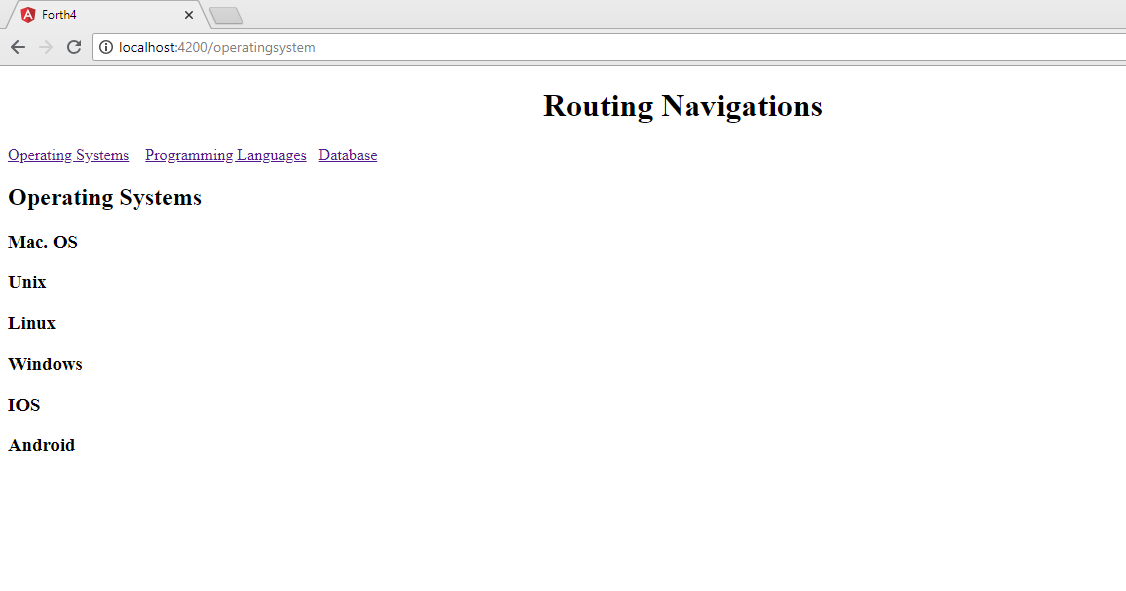 Forth4
localhost:4200/operatingsystem
Routing Navigations
Operating Systems Programming Languages Database
Operating Systems
Mac. OS
Unix
Linux
Windows
IOS
Android